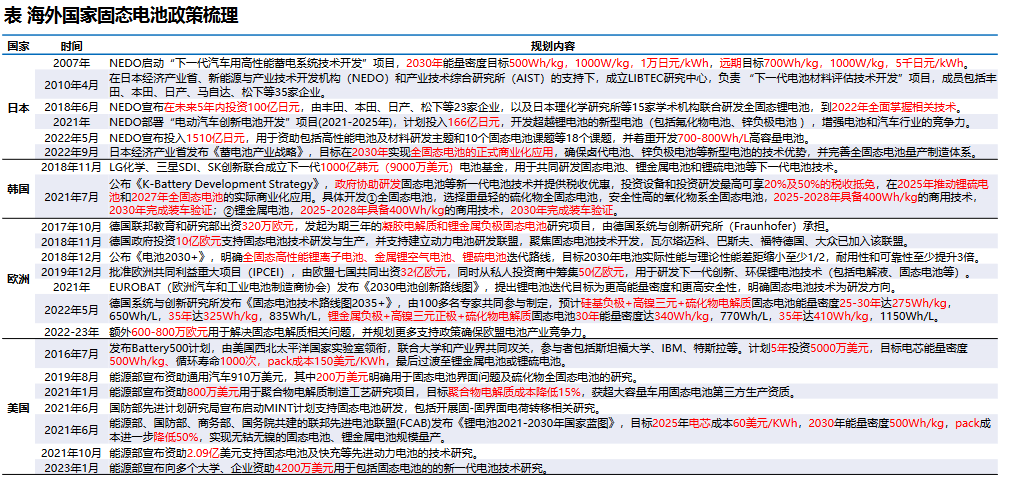 表 海外国家固态电池政策梳理
国家 时间 规划内容
日本
2007年 NEDO启动“下一代汽车用高性能蓄电系统技术开发”项目，2030年能量密度目标500Wh/kg，1000W/kg，1万日元/kWh，远期目标700Wh/kg，1000W/kg，5千日元/kWh。
2010年4月 在日本经济产业首、新能源与产业技术开发机构（NEDO）和产业技术综合研究所（AIST）的支持下，成立LIBTEC研究中心，负责 “下一代电池材料评估技术开发”项目，成员包括丰
田、本田、日产、马自达、松下等35家企业。
2018年6月 NEDO宣布在未来5年内投资100亿日元，由丰田、本田、日产、松下等23家企业，以及日本理化学研究所等15家学术机构联合研发全固态锂电池，到2022年全面掌握相关技术。
2021年 NEDO部署“电动汽车创新电池开发”项目(2021-2025年)，计划投入166亿日元，开发超越锂电池的新型电池（包括氟化物电池、锌负极电池 ），增强电池和汽车行业的竞争力。
2022年5月 NEDO宣布投入1510亿日元，用于资助包括高性能电池及材料研发主题和10个固态电池课题等18个课题，并着重开发700-800Wh/L高容量电池。
2022年9月 日本经济产业首发布《蓄电池产业战略》，目标在2030年实现全固态电池的正式商业化应用，确保卤代电池、锌负极电池等新型电池的技术优势，并完善全固态电池量产制造体系。
韩国
2018年11月 LG化学、三星SDI、SK创新联合成立下一代1000亿韩元（9000万美元）电池基金，用于共同研发固态电池、锂金属电池和锂硫电池等下一代电池技术。
2021年7月 公布《K-Battery Development Strategy》，政府协助研发固态电池等新一代电池技术并提供税收优惠，投资设备和投资研发最高可享20%及50%的税收抵免，在2025年推动锂硫电
池和2027年全固态电池的实际商业化应用。具体开发①全固态电池，选择重量轻的硫化物全固态电池，安全性高的氧化物系全固态电池，2025-2028年具备400Wh/kg的商用技术，
2030年完成装车验证；②锂金属电池，2025-2028年具备400Wh/kg的商用技术，2030年完成装车验证。
欧洲
2017年10月 德国联邦教育和研究部出资320万欧元，发起为期三年的凝胶电解质和锂金属负极固态电池研究项目，由德国系统与创新研究所（Fraunhofer）承担。
2018年11月 德国政府投资10亿欧元支持固态电池技术研发与生产，并支持建立动力电池研发联盟，聚焦固态电池技术开发，瓦尔塔迈科、巴斯夫、福特德国、大众已加入该联盟。
2018年12月 公布《电池2030+》，明确全固态高性能锂离子电池、锂金属空气电池、锂硫电池迭代路线，目标2030年电池实际性能与理论性能差距缩小至少1/2，耐用性和可靠性至少提升3倍。
2019年12月 批准欧洲共同利益重大项目（IPCEI），由欧盟七国共同出资32亿欧元，同时从私人投资商中筹集50亿欧元，用于研发下一代创新、环保锂电池技术（包括电解液、固态电池等）。
2021年 EUROBAT（欧洲汽车和工业电池制造商协会）发布《2030电池创新路线图》，提出锂电池迭代目标为更高能量密度和更高安全性，明确固态电池技术为研发方向。
2022年5月 德国系统与创新研究所发布《固态电池技术路线图2035+》，由100多名专家共同参与制定，预计硅基负极+高镍三元+硫化物电解质固态电池能量密度25-30年达275Wh/kg，
650Wh/L，35年达325Wh/kg，835Wh/L，锂金属负极+高镍三元正极+硫化物电解质固态电池30年能量密度达340Wh/kg，770Wh/L，35年达410Wh/kg，1150Wh/L。
2022-23年 额外600-800万欧元用于解决固态电解质相关问题，并规划更多支持政策确保欧盟电池产业竞争力。
美国
2016年7月 发布Battery500计划，由美国西北太平洋国家实验室领衔，联合大学和产业界共同攻关，参与者包括斯坦福大学、IBM、特斯拉等。计划5年投资5000万美元，目标电芯能量密度
500Wh/kg、循环寿命1000次，pack成本150美元/KWh，最后过渡至锂金属电池或锂硫电池。
2019年8月 能源部宣布资助通用汽车910万美元，其中200万美元明确用于固态电池界面问题及硫化物全固态电池的研究。
2021年1月 能源部宣布资助800万美元用于聚合物电解质制造工艺研究项目，目标聚合物电解质成本降低15%，获超大容量车用固态电池第三方生产资质。
2021年6月 国防部先进计划研究局宣布启动MINT计划支持固态电池研发，包括开展固-固界面电荷转移相关研究。
2021年6月 能源部、国防部、商务部、国务院共建的联邦先进电池联盟(FCAB)发布《锂电池2021-2030年国家蓝图》，目标2025年电芯成本60美元/KWh，2030年能量密度500Wh/kg，pack成
本进一步降低50%，实现无钴无镍的固态电池、锂金属电池规模量产。
2021年10月 能源部宣布资助2.09亿美元支持固态电池及快充等先进动力电池的技术研究。
2023年1月 能源部宣布向多个大学、企业资助4200万美元用于包括固态电池的的新一代电池技术研究。